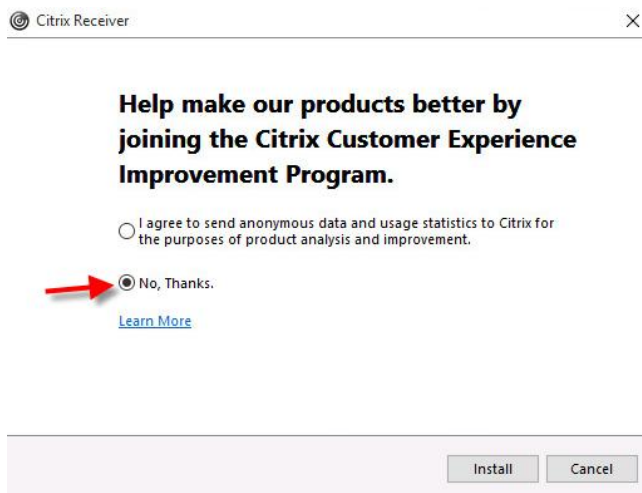 Citrix Receiver
Help make our products better by
joining the Citrix Customer Experience
Improvement Program.
I agree to send anonymous data and usage statistics to Citrix for
the purposes of product analysis and improvement.
No, Thanks.
Learn More
Install Cancel